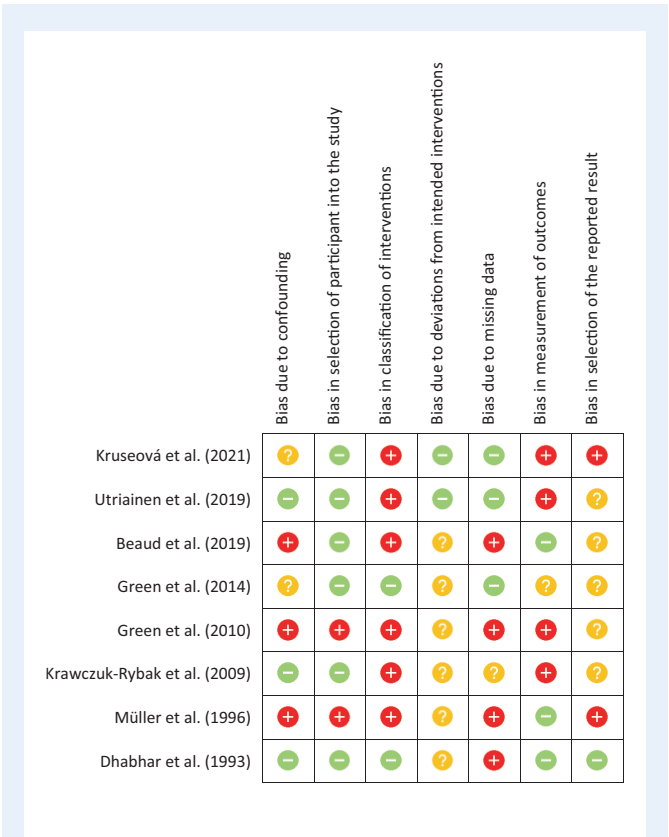 Bias due to confounding
Bias in selection of participant into the study
Bias in classification of interventions
Bias due to deviations from intended interventions
Bias due to missing data
Bias in measurement of outcomes
Bias in selection of the reported result
Kruseová et al. (2021) ? − + − − + +
Utriainen et al. (2019) − − + − − + ?
Beaud et al. (2019) + − + ? + − ?
Green et al. (2014) ? − − ? − ? ?
Green et al. (2010) + + + ? + + ?
Krawczuk-Rybak et al. (2009) − − + ? ? + ?
Müller et al. (1996) + + + ? + − +
Dhabhar et al. (1993) − − − ? + − −